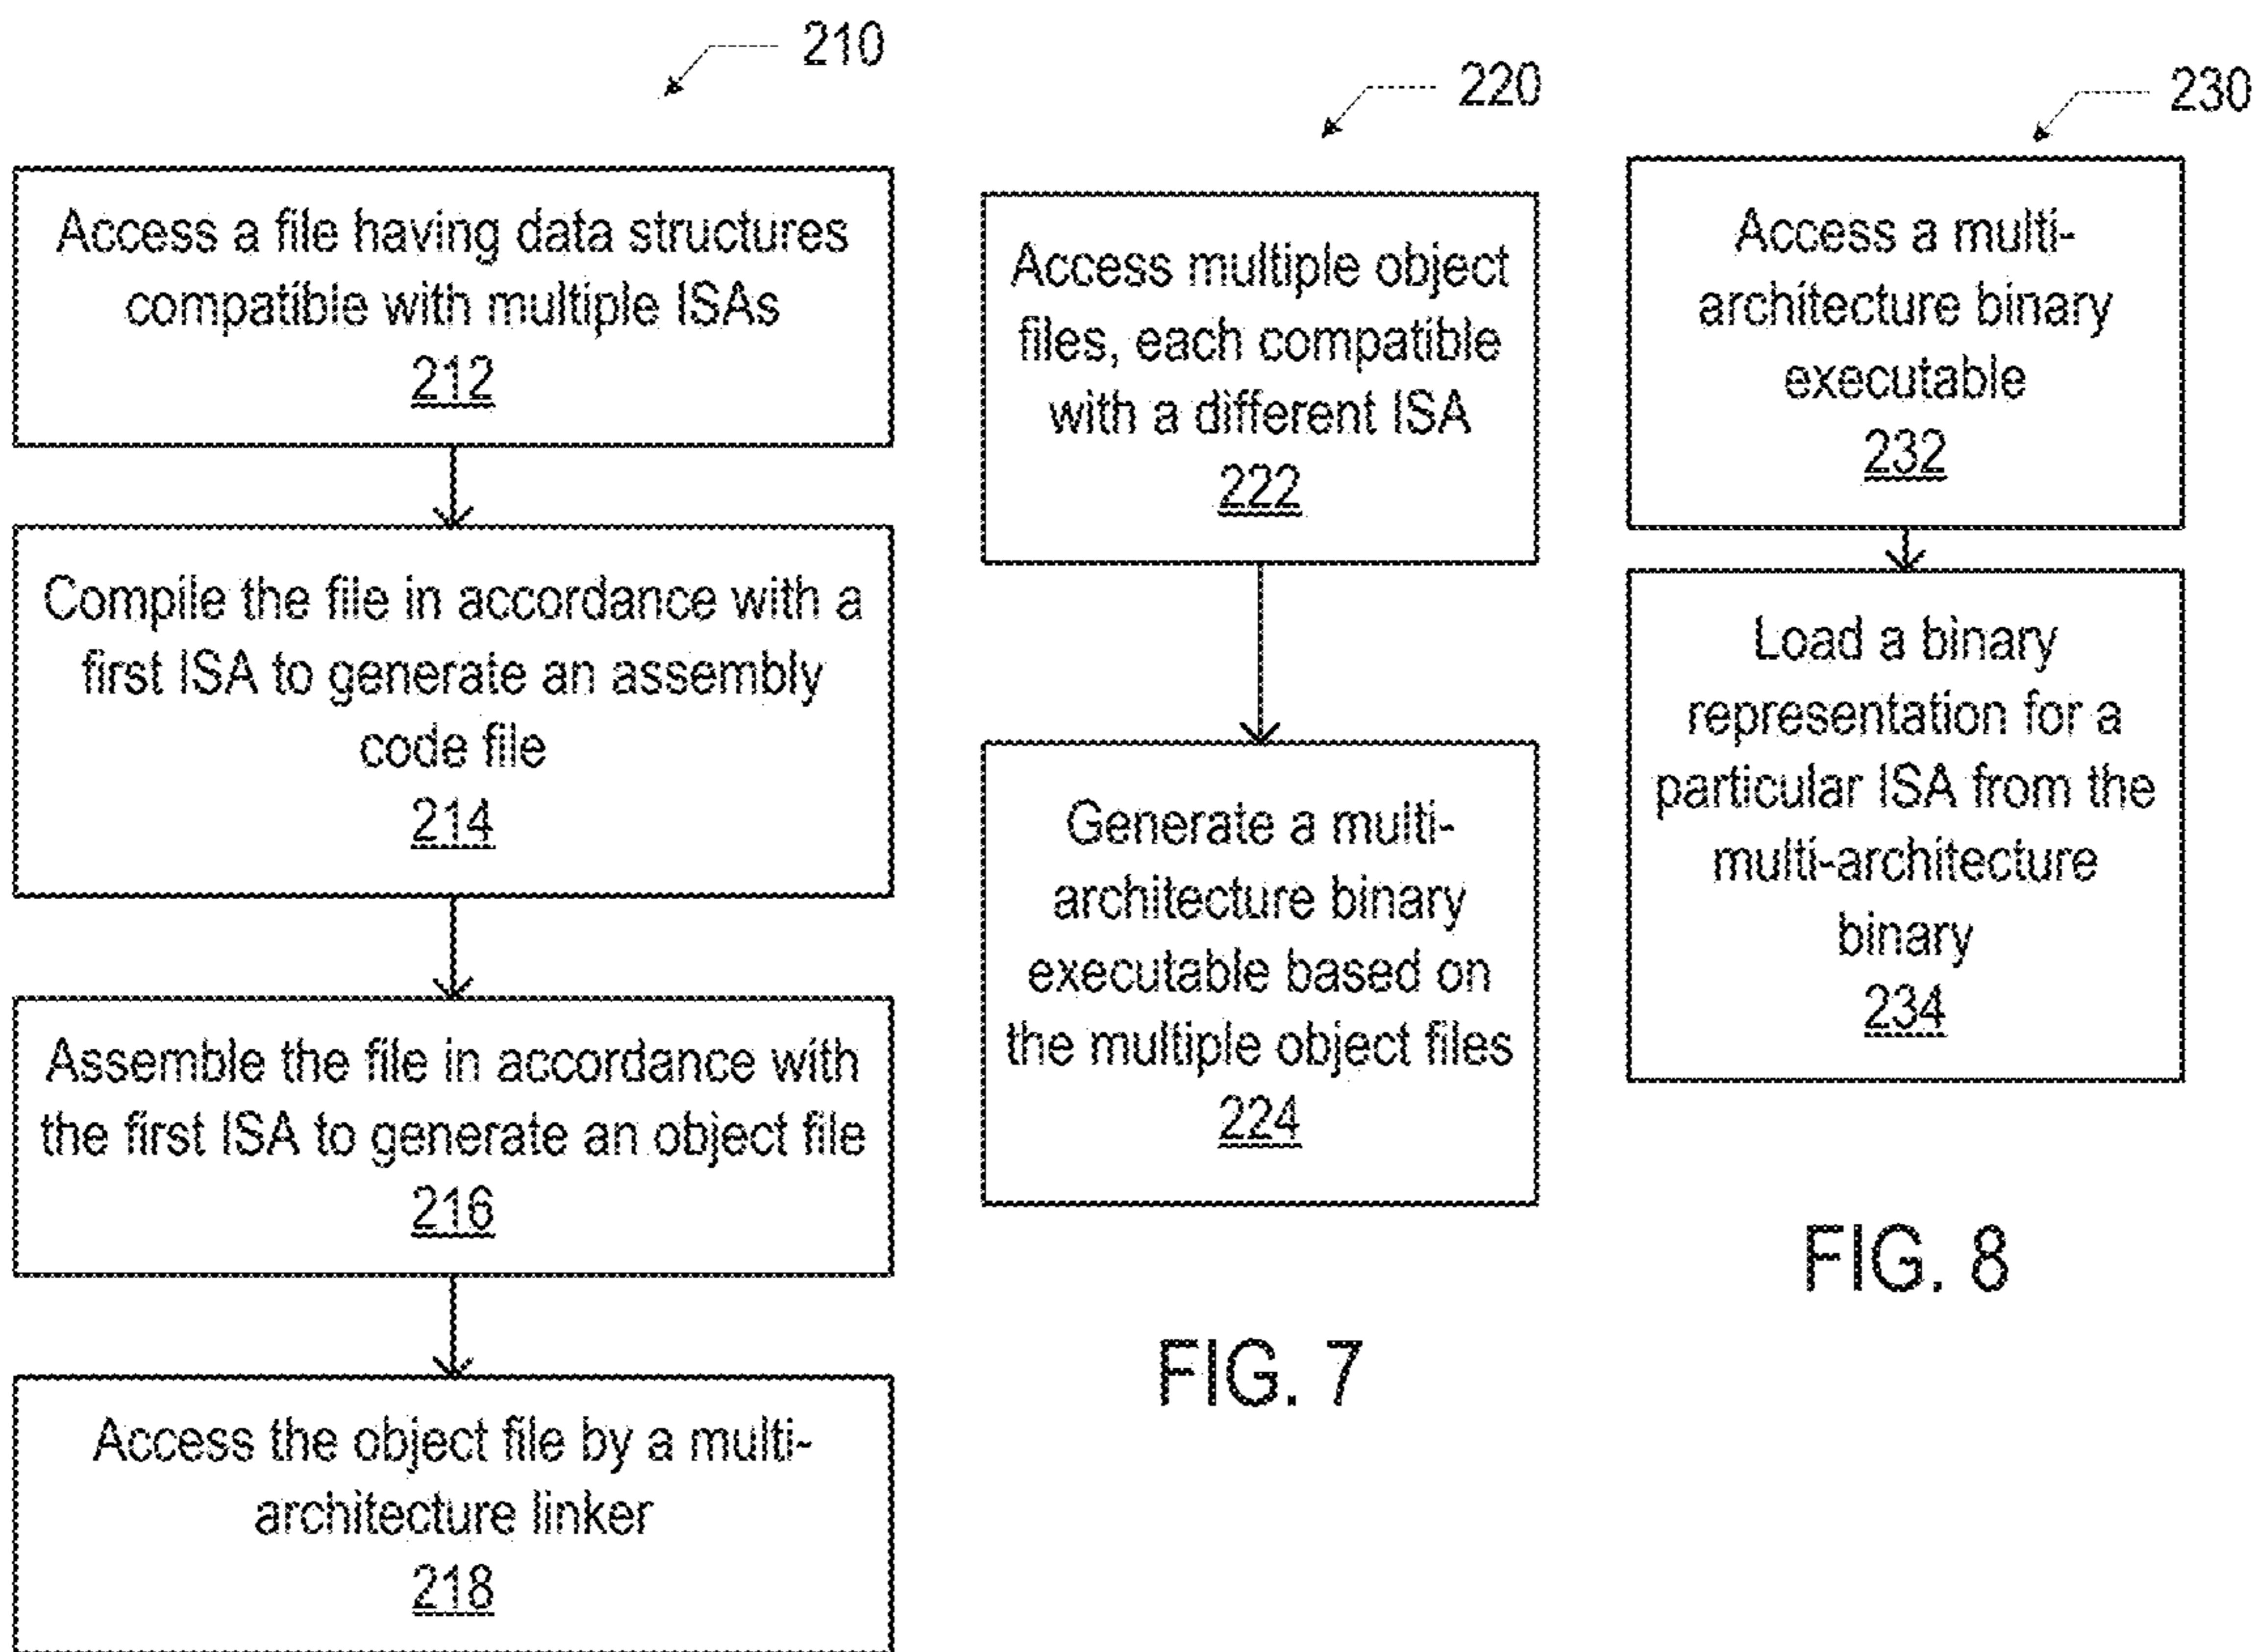 210
Access a file having data structures
compatible with multiple ISAs
212
Compile the file in accordance with a
first ISA to generate an assembly
code file
214
Assemble the file in accordance with
the first ISA to generate an object file
216
Access the object file by a multi-
architecture linker
218
220
Access multiple object
files, each compatible
with a different ISA
222
Generate a multi-
architecture binary
executable based on
the multiple object files
224
FIG. 7
230
Access a multi-
architecture binary
executable
232
Load a binary
representation for a
particular ISA from the
multi-architecture
binary
234
FIG. 8